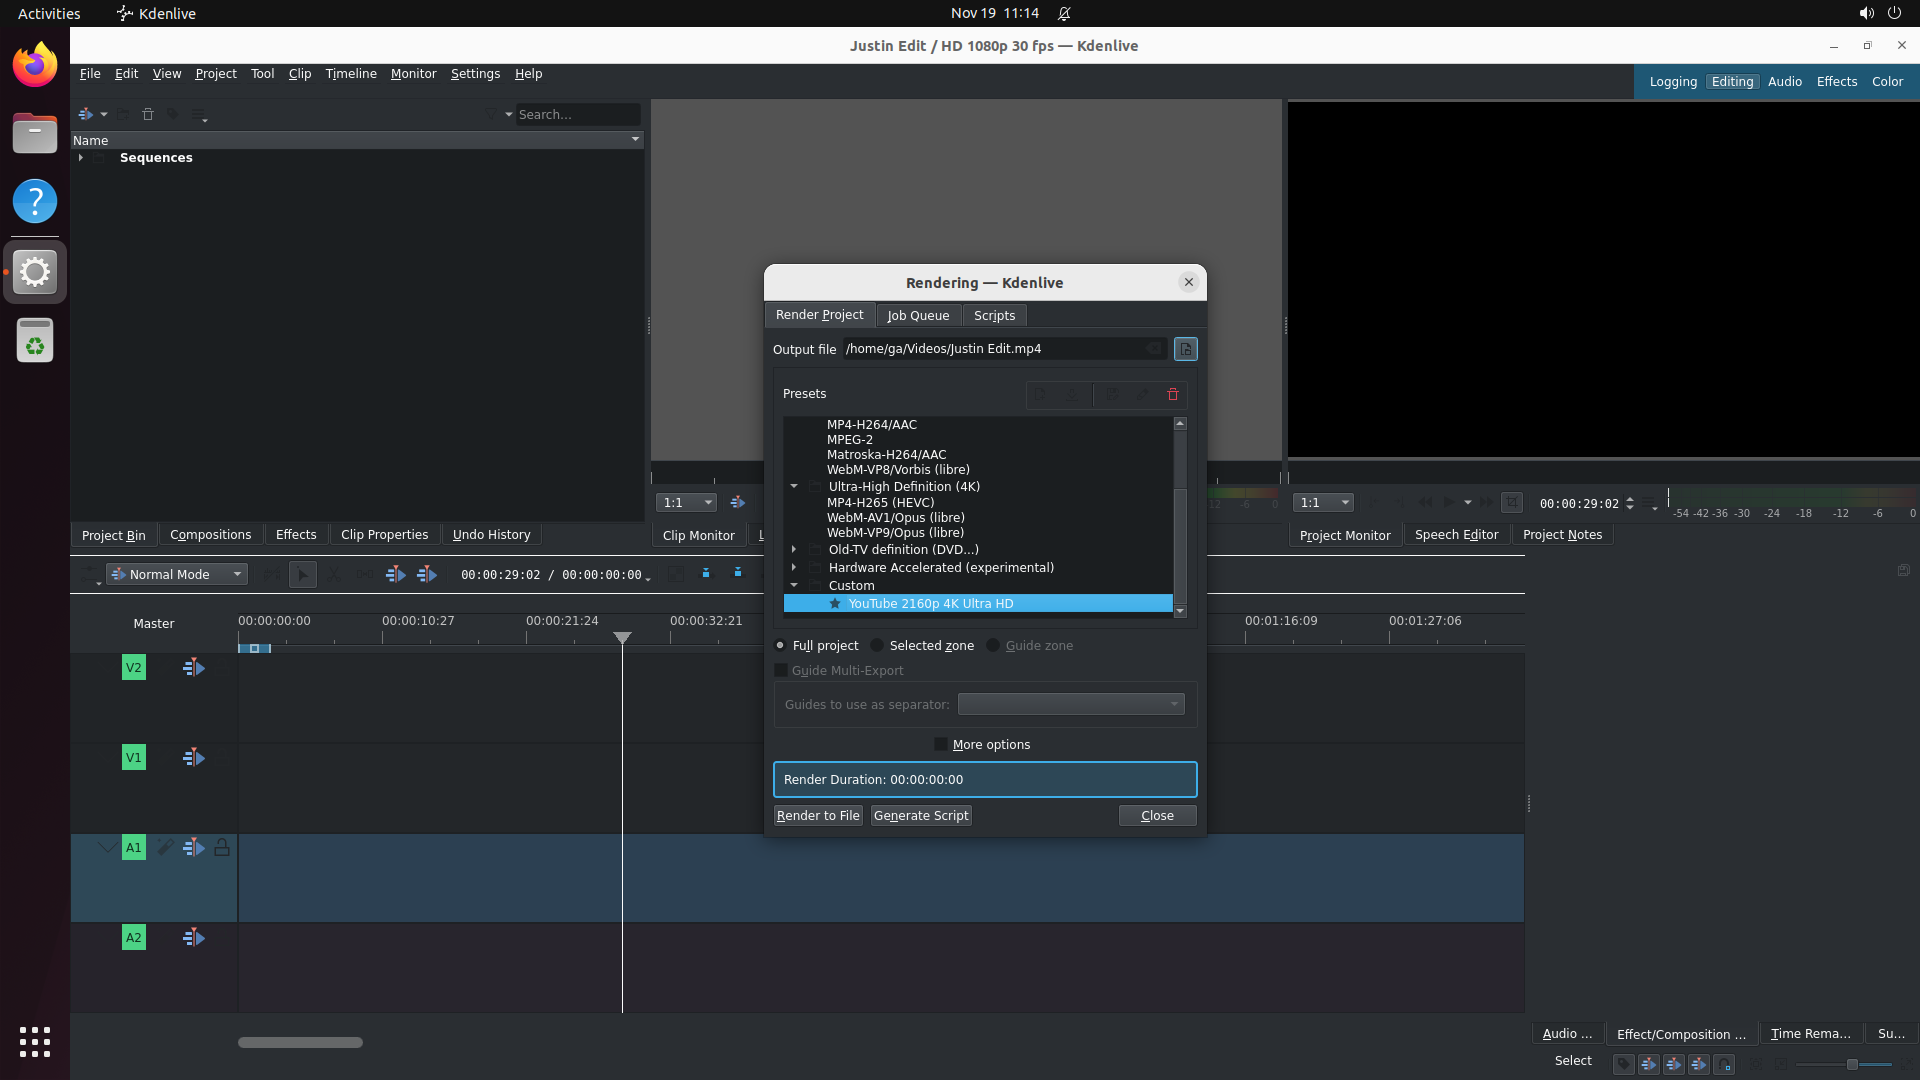 Activities
Kdenlive
Nov 19 11:14
Justin Edit / HD 1080p 30 fps — Kdenlive
File Edit View Project Tool Clip Timeline Monitor Settings Help
Logging Editing Audio Effects Color
Search...
Name
Sequences
Rendering — Kdenlive
Render Project Job Queue Scripts
Output file /home/ga/Videos/Justin Edit.mp4
Presets
MP4-H264/AAC
MPEG-2
Matroska-H264/AAC
WebM-VP8/Vorbis (libre)
Ultra-High Definition (4K)
MP4-H265 (HEVC)
WebM-AV1/Opus (libre)
WebM-VP9/Opus (libre)
Old-TV definition (DVD...)
Hardware Accelerated (experimental)
Custom
YouTube 2160p 4K Ultra HD
Full project Selected zone Guide zone
Guide Multi-Export
Guides to use as separator:
More options
Render Duration: 00:00:00:00
Render to File Generate Script Close
1:1
-12 -6 0
1:1
00:00:29:02
-54 -42 -36 -30 -24 -18 -12 -6 0
Project Bin Compositions Effects Clip Properties Undo History
Clip Monitor L
Project Monitor Speech Editor Project Notes
Normal Mode
00:00:29:02 / 00:00:00:00
Master
00:00:00:00 00:00:10:27 00:00:21:24 00:00:32:21 00:01:16:09 00:01:27:06
V2
V1
A1
A2
Audio ... Effect/Composition ... Time Rema... Su...
Select